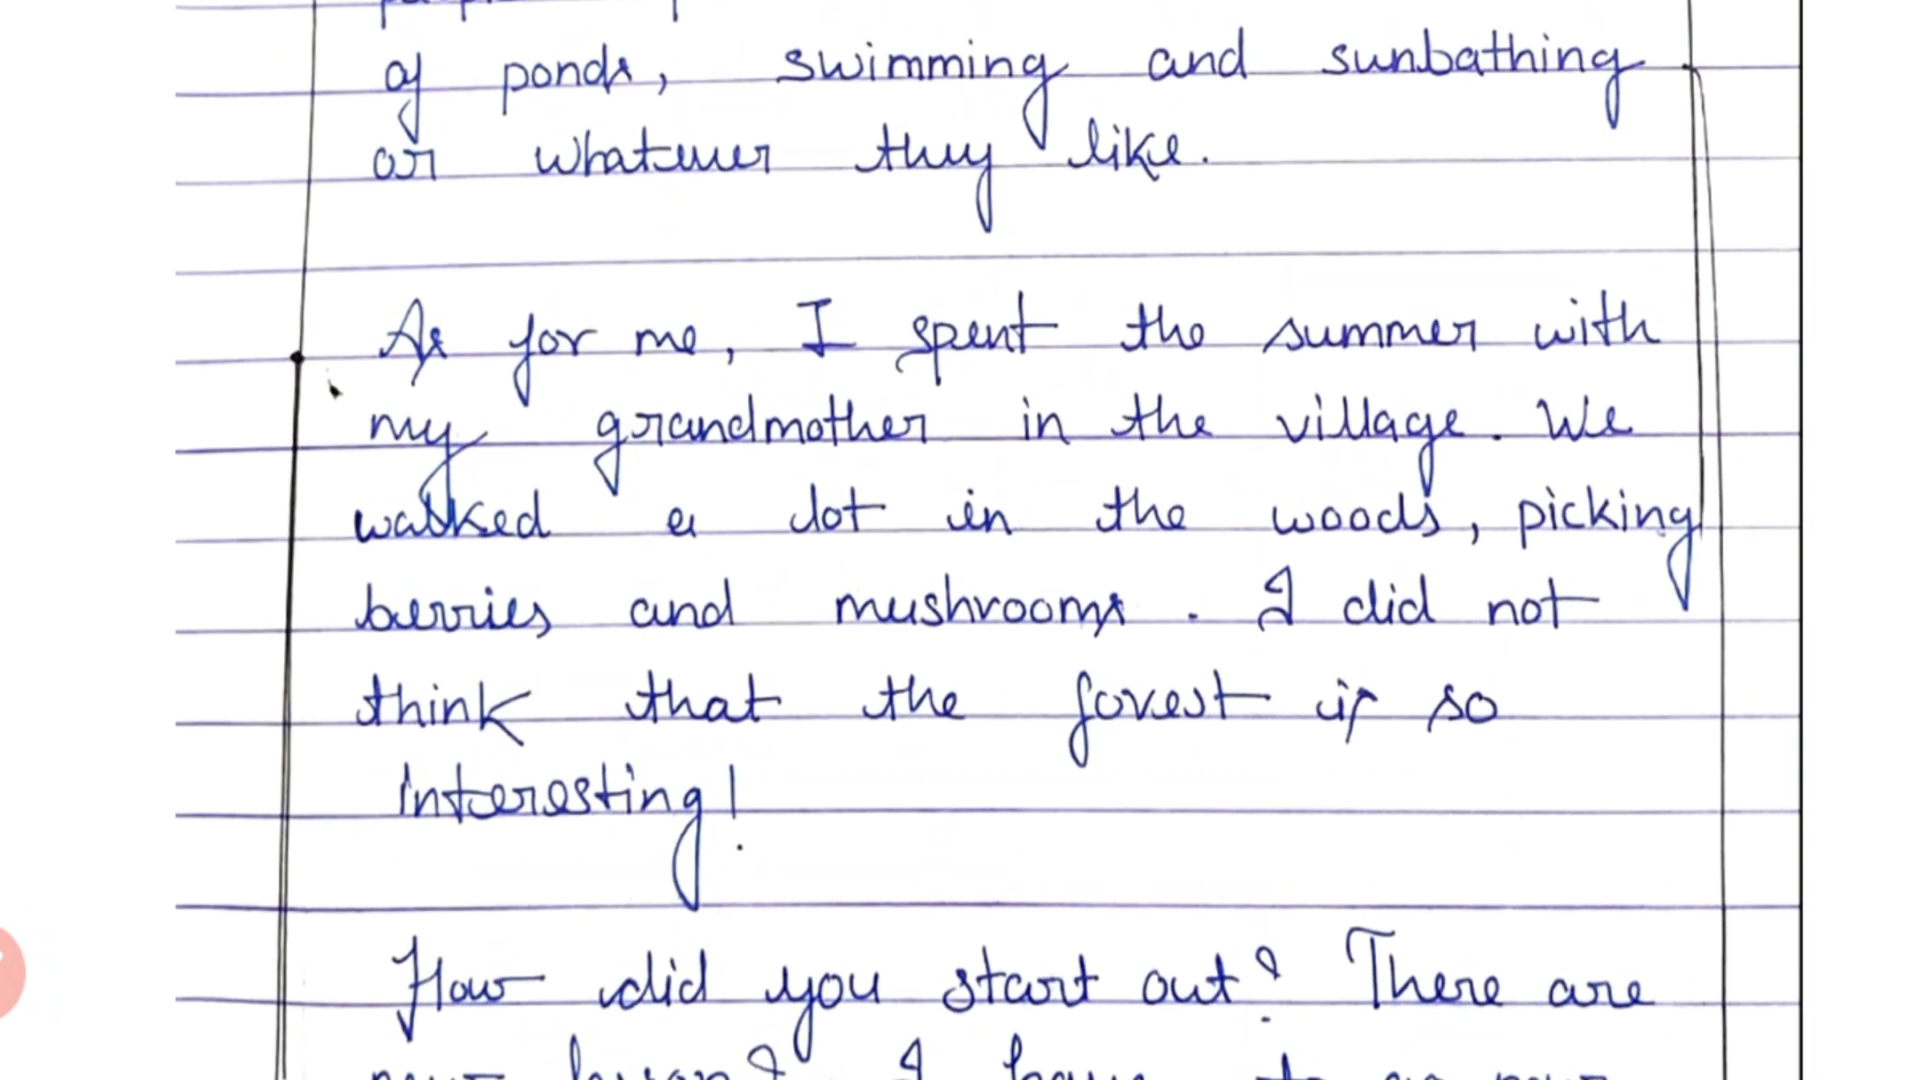 of ponds, swimming and sunbathing
or whatever they like.
As for me, I spent the summer with
my grandmother in the village. We
walked a lot in the woods, picking
berries and mushrooms. I did not
think that the forest is so
interesting!
How did you start out? There are
I have to